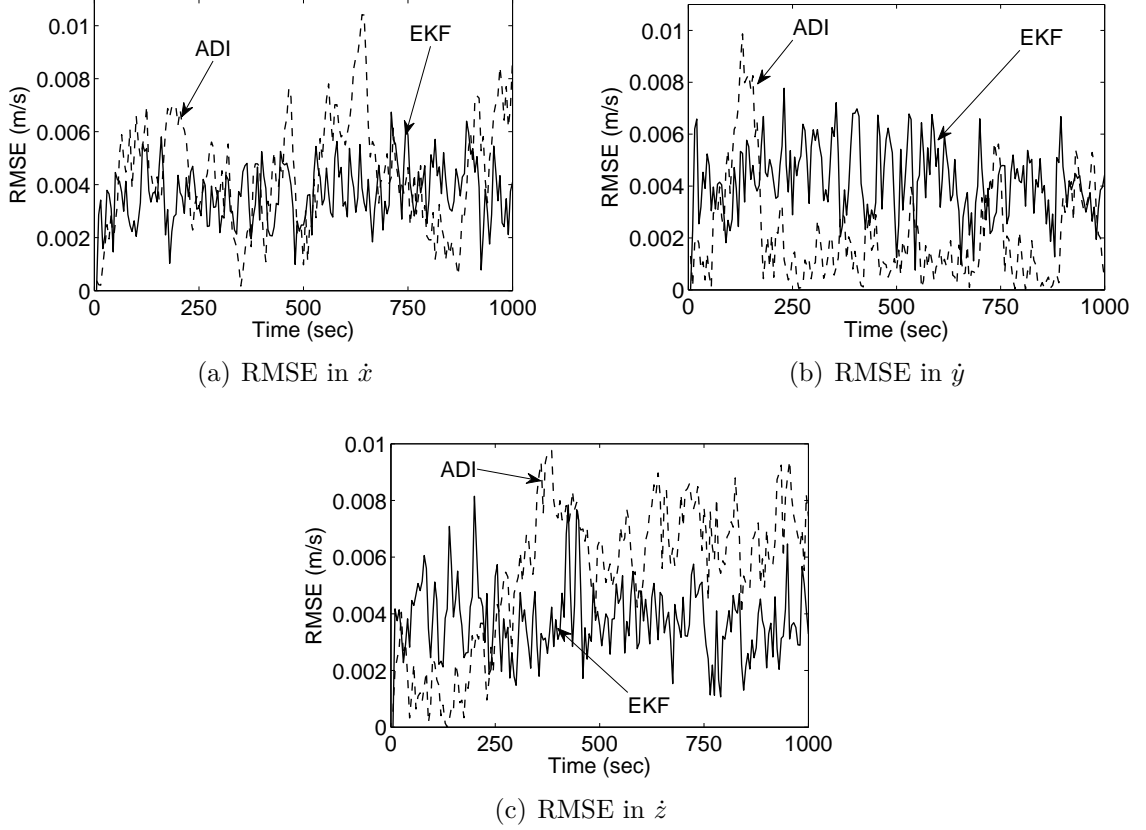 0.01
0.008
0.006
0.004
0.002
0
RMSE (m/s)
ADI
EKF
0 250 500 750 1000
Time (sec)
(a) RMSE in ẋ
0.01
0.008
0.006
0.004
0.002
0
RMSE (m/s)
ADI
EKF
0 250 500 750 1000
Time (sec)
(b) RMSE in ẏ
0.01
0.008
0.006
0.004
0.002
0
RMSE (m/s)
ADI
EKF
0 250 500 750 1000
Time (sec)
(c) RMSE in ż